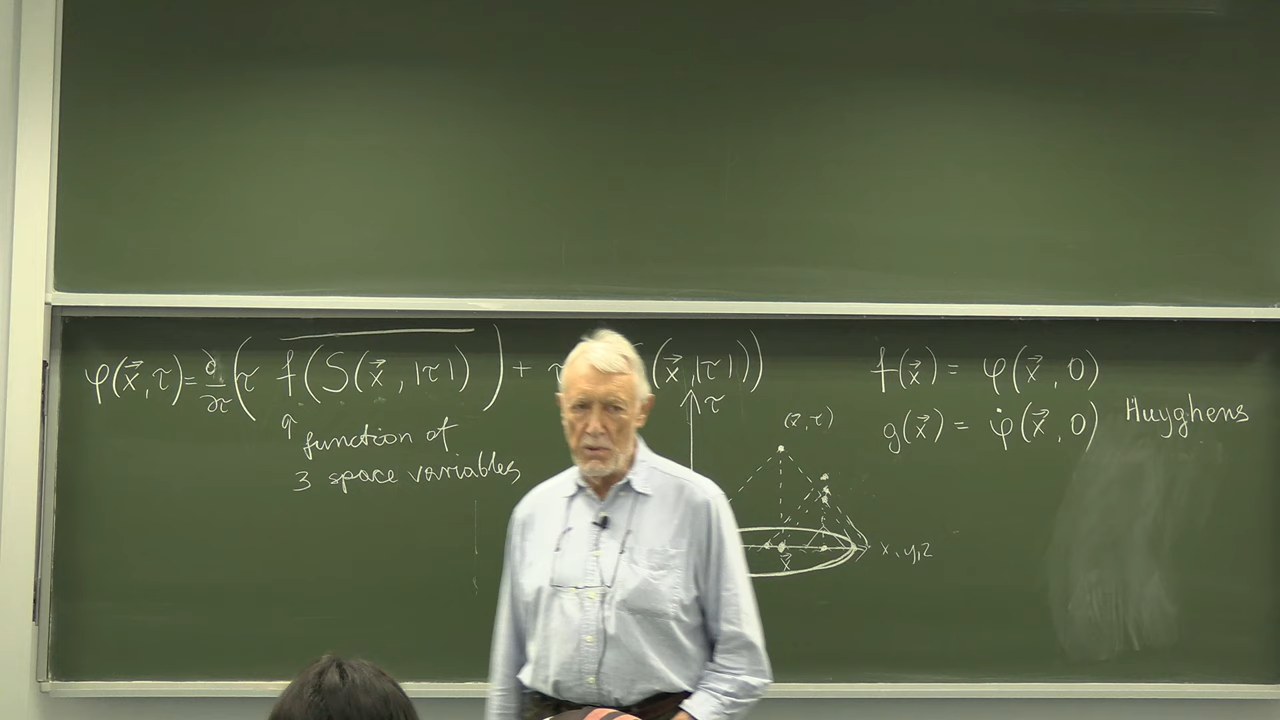 φ(x⃗,τ) = ∂/∂τ (τ f(S(x⃗,|τ|)) + (x⃗,|τ|))
function of
3 space variables
f(x⃗) = φ(x⃗,0)
g(x⃗) = φ̇(x⃗,0)
Huyghens
τ
(x⃗,τ)
x⃗
x,y,z